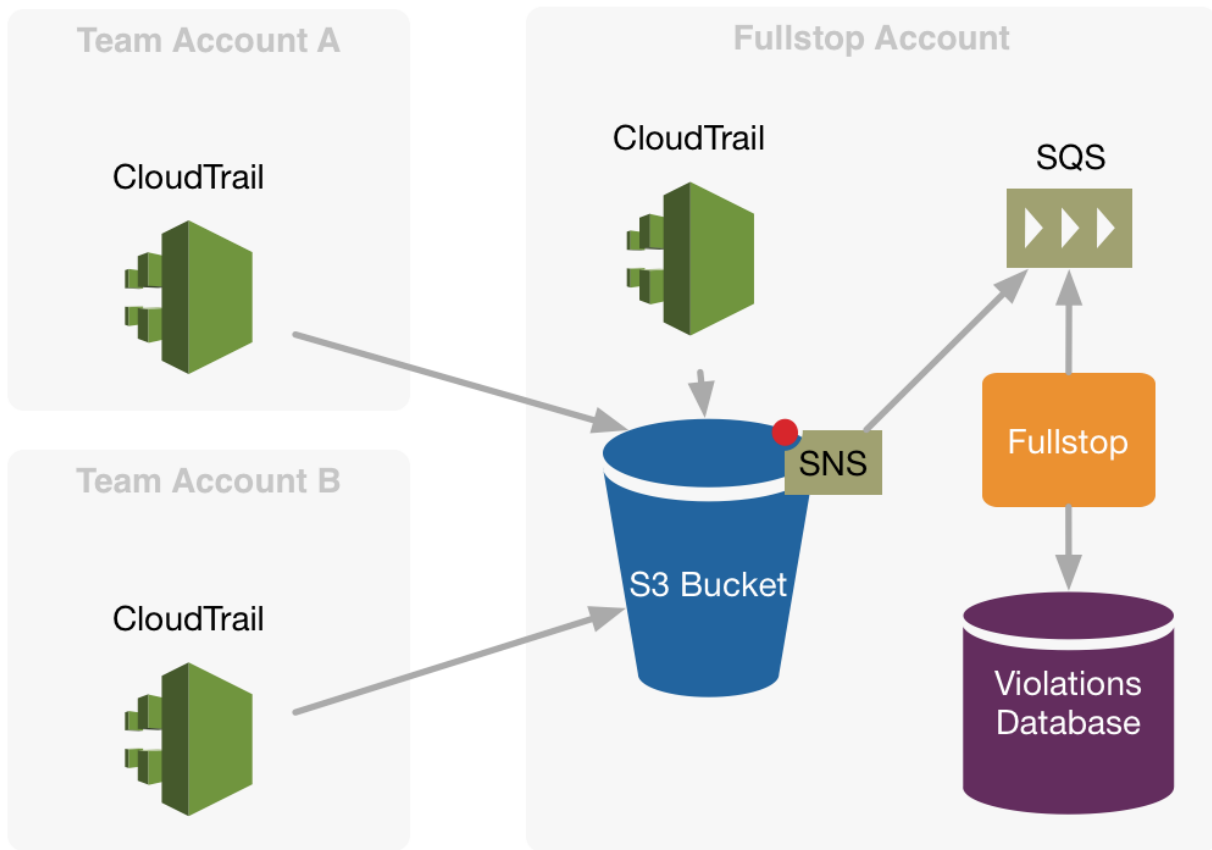 Team Account A
CloudTrail
Team Account B
CloudTrail
Fullstop Account
CloudTrail
SQS
SNS
Fullstop
S3 Bucket
Violations
Database